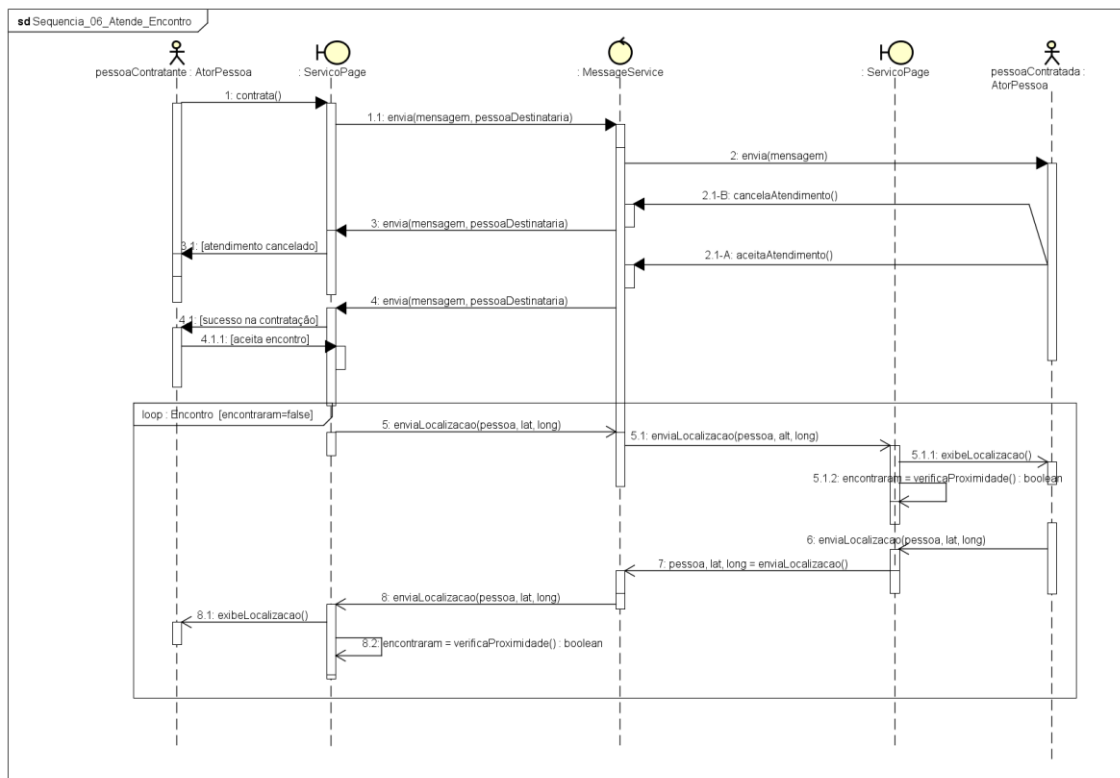 sd Sequencia_06_Atende_Encontro
pessoaContratante : AtorPessoa
: ServicoPage
: MessageService
: ServicoPage
pessoaContratada :
AtorPessoa
1: contrata()
1.1: envia(mensagem, pessoaDestinataria)
2: envia(mensagem)
2.1-B: cancelaAtendimento()
3: envia(mensagem, pessoaDestinataria)
3.1: [atendimento cancelado]
2.1-A: aceitaAtendimento()
4: envia(mensagem, pessoaDestinataria)
4.1: [sucesso na contratação]
4.1.1: [aceita encontro]
loop : Encontro [encontraram=false]
5: enviaLocalizacao(pessoa, lat, long)
5.1: enviaLocalizacao(pessoa, alt, long)
5.1.1: exibeLocalizacao()
5.1.2: encontraram = verificaProximidade() : boolean
6: enviaLocalizacao(pessoa, lat, long)
7: pessoa, lat, long = enviaLocalizacao()
8: enviaLocalizacao(pessoa, lat, long)
8.1: exibeLocalizacao()
8.2: encontraram = verificaProximidade() : boolean